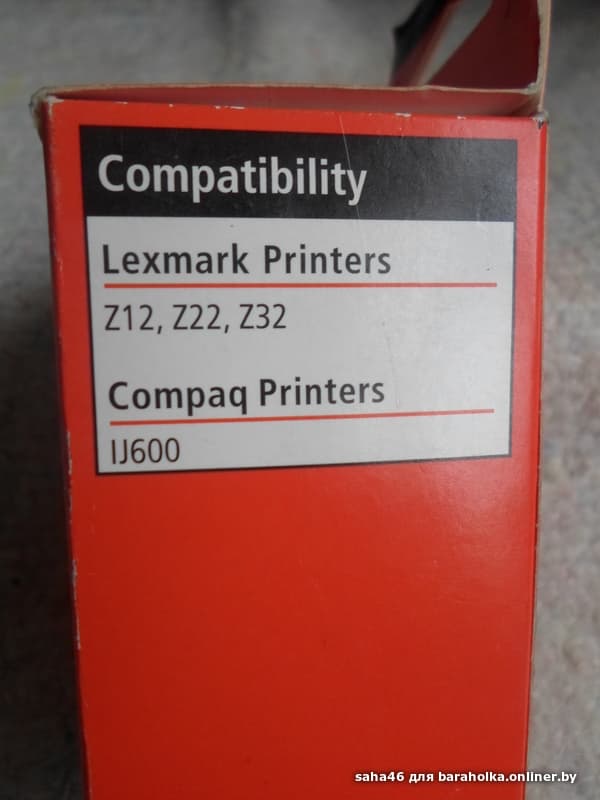 Compatibility
Lexmark Printers
Z12, Z22, Z32
Compaq Printers
IJ600
saha46 для baraholka.onliner.by